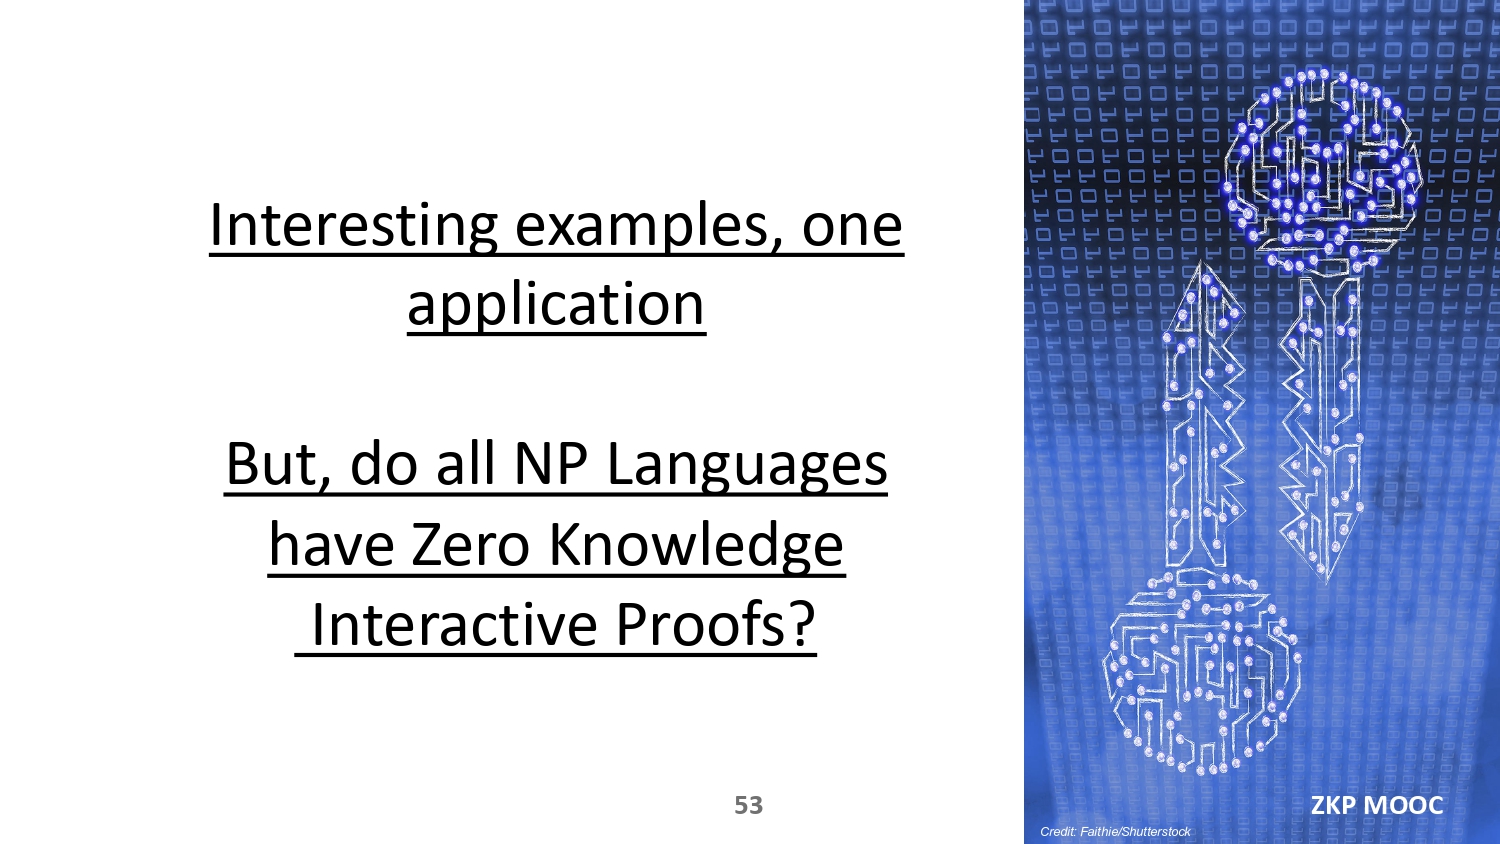 Interesting examples, one
application
But, do all NP Languages
have Zero Knowledge
Interactive Proofs?
53
ZKP MOOC
Credit: Faithie/Shutterstock